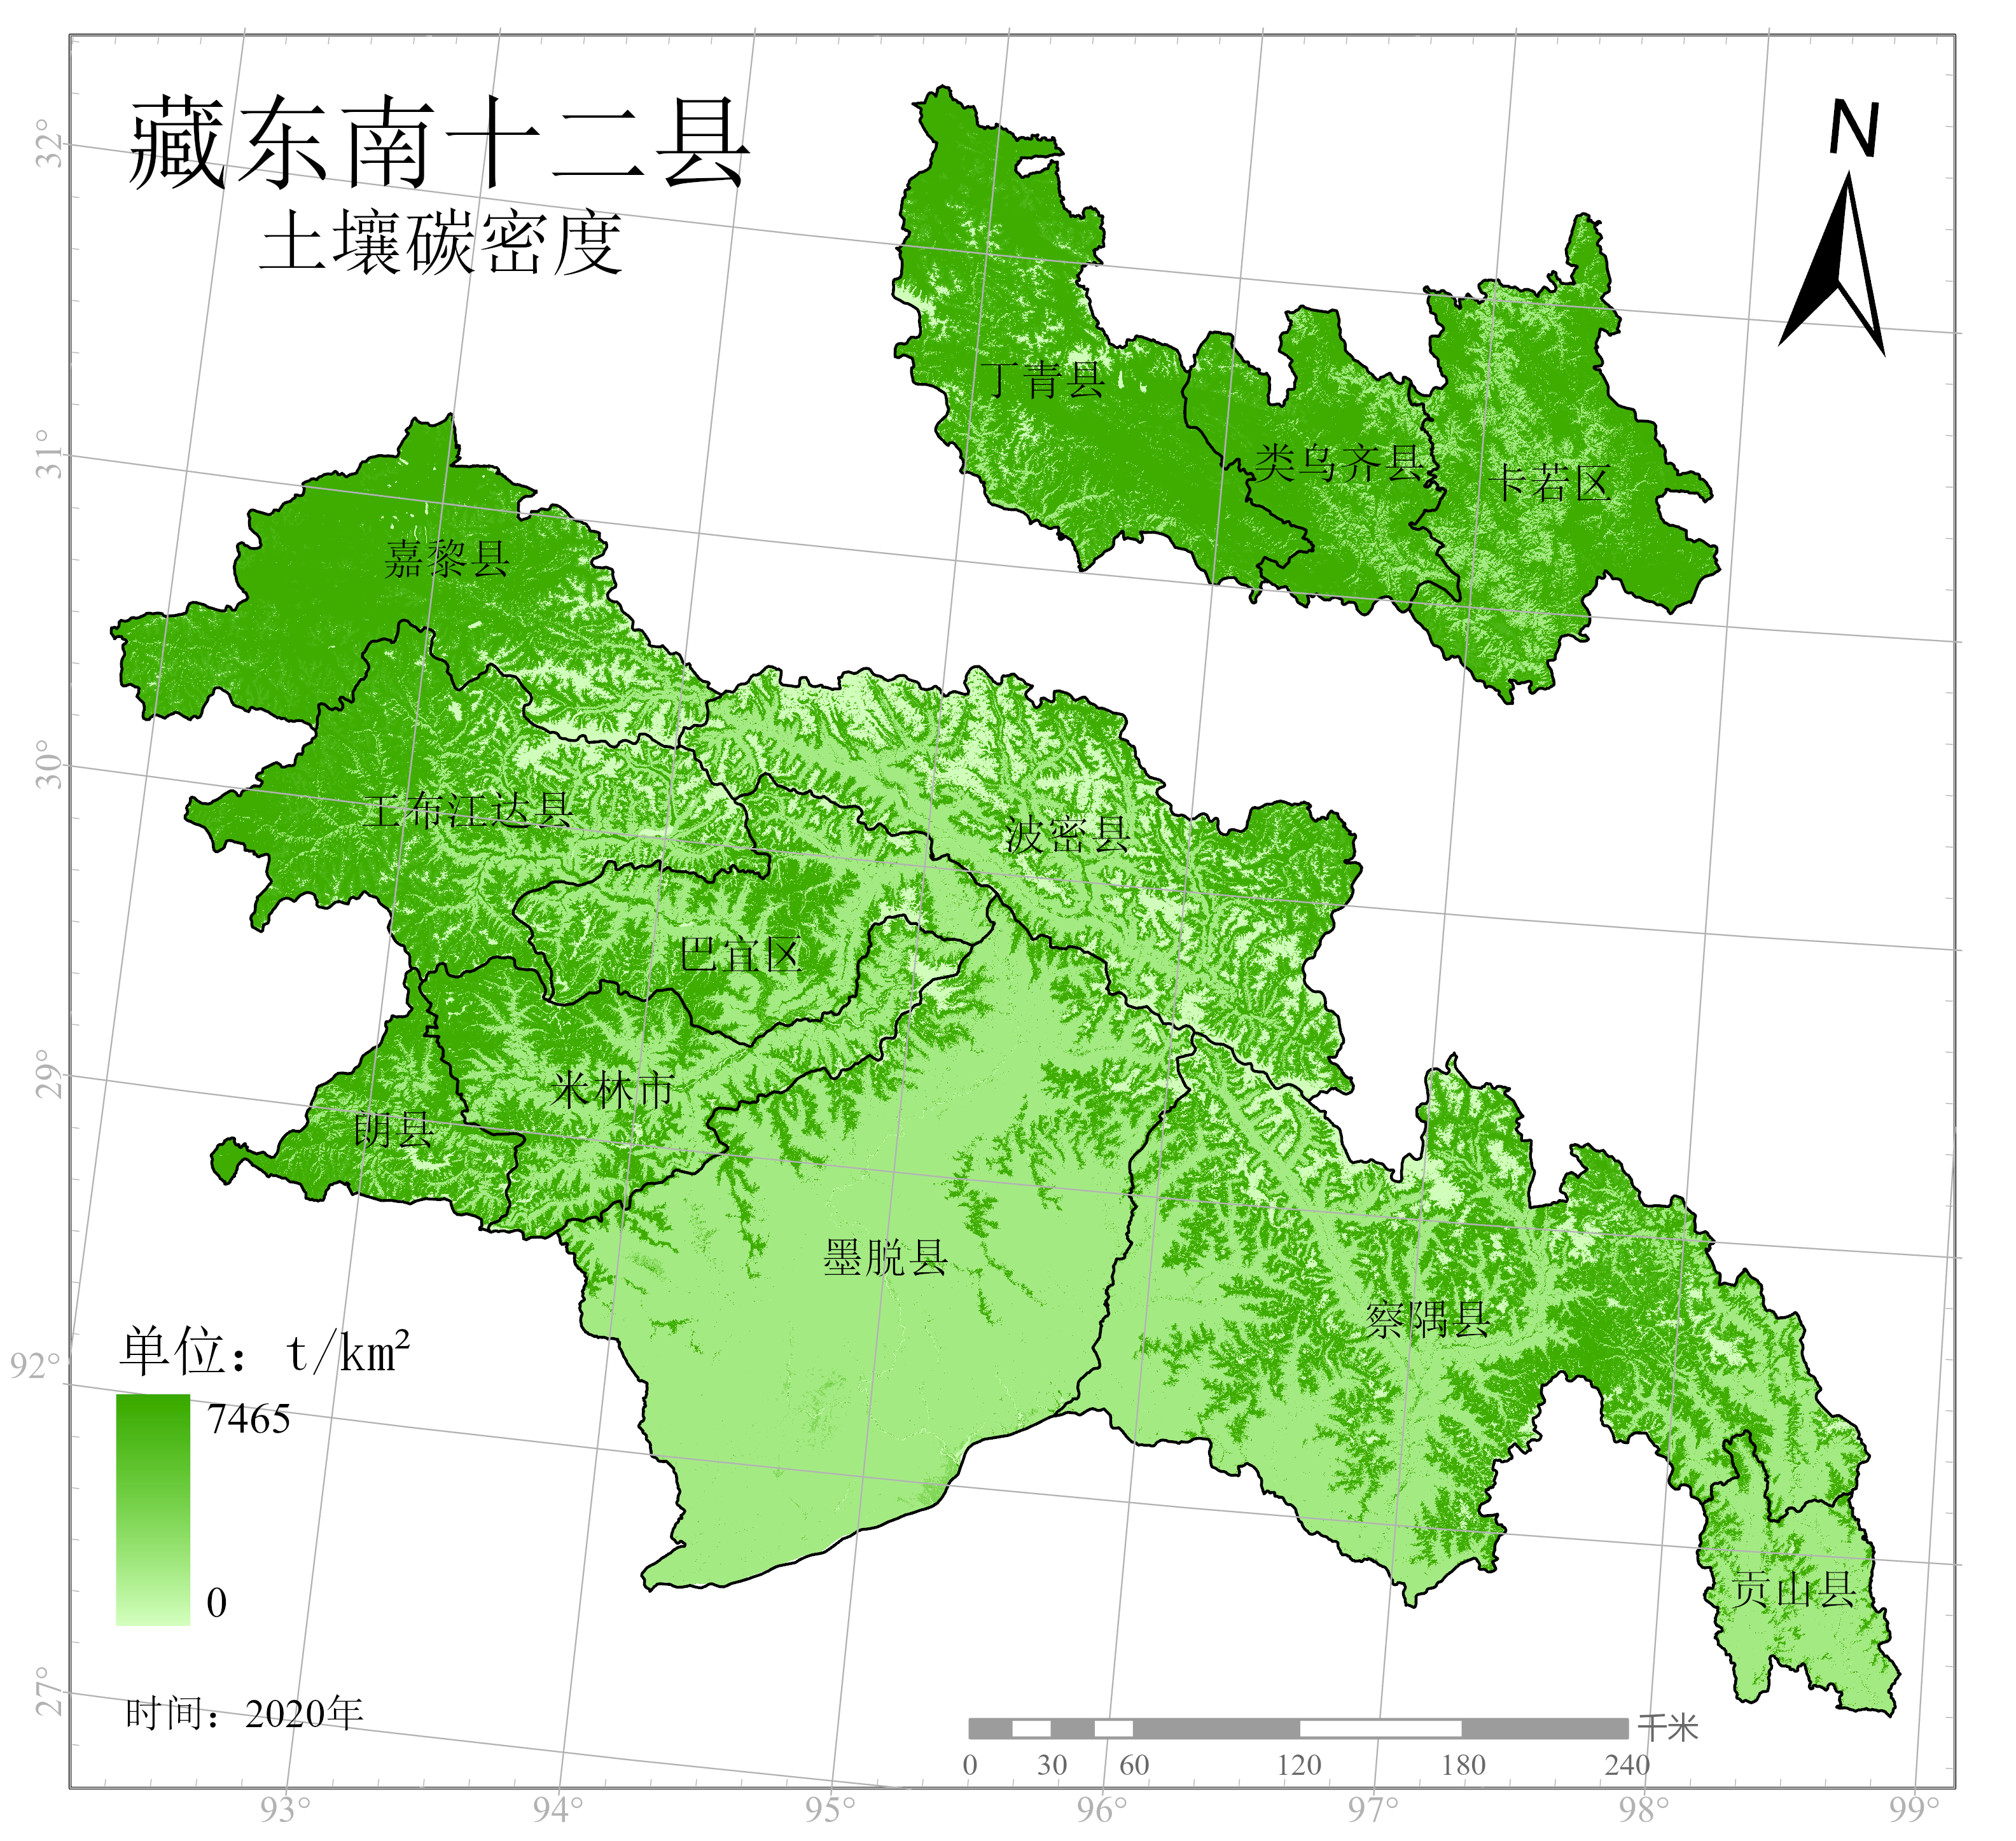 藏东南十二县
土壤碳密度
N
32°
31°
30°
29°
92°
27°
丁青县
类乌齐县
卡若区
嘉黎县
工布江达县
波密县
巴宜区
米林市
朗县
墨脱县
察隅县
贡山县
单位：t/km²
7465
0
时间：2020年
千米
0 30 60 120 180 240
93° 94° 95° 96° 97° 98° 99°